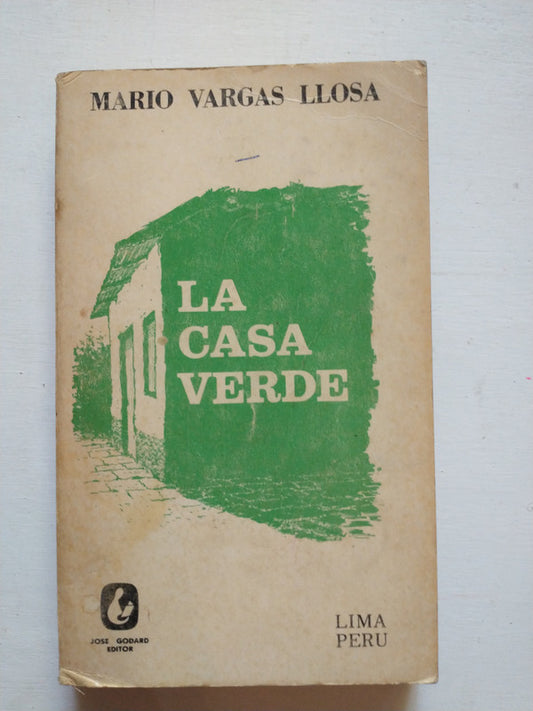 MARIO VARGAS LLOSA
LA
CASA
VERDE
JOSE GODARD
EDITOR
LIMA
PERU